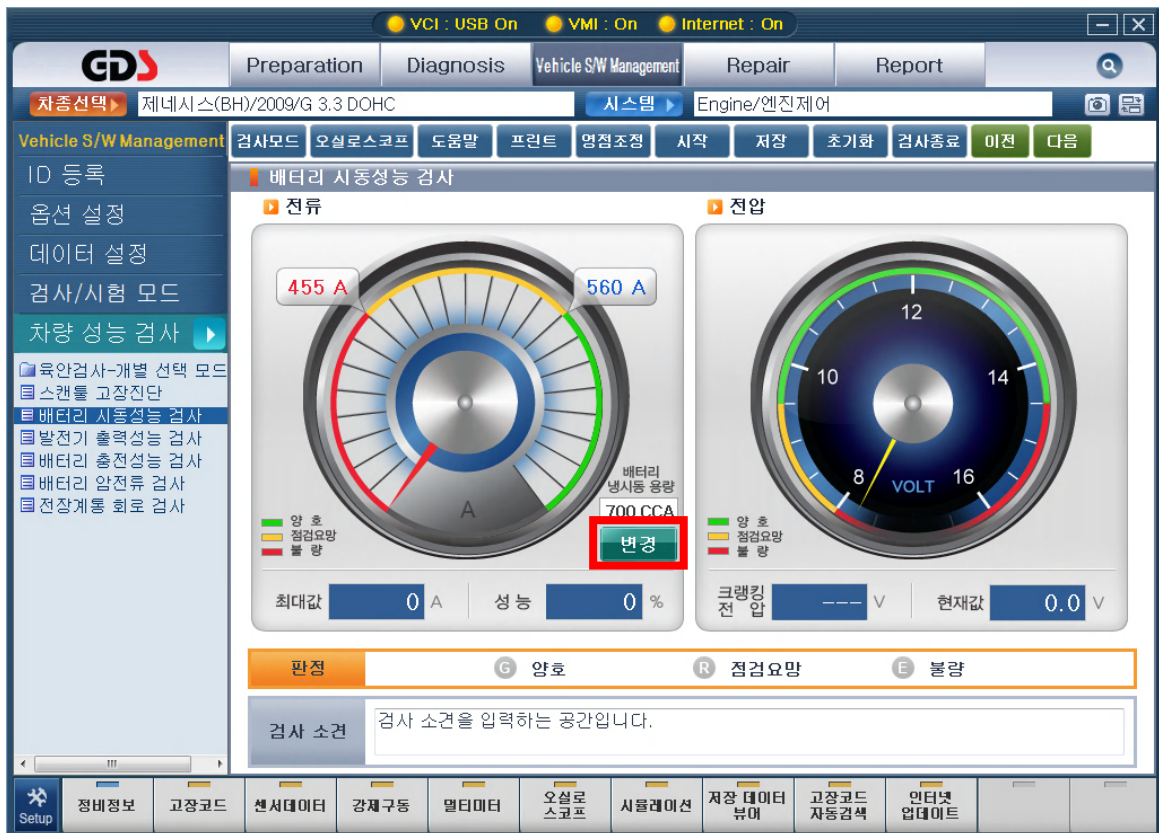 VCI : USB On VMI : On Internet : On
GDS Preparation Diagnosis Vehicle S/W Management Repair Report
차종선택 제네시스(BH)/2009/G 3.3 DOHC 시스템 Engine/엔진제어
Vehicle S/W Management
검사모드 오실로스코프 도움말 프린트 영점조정 시작 저장 초기화 검사종료 이전 다음
ID 등록
옵션 설정
데이터 설정
검사/시험 모드
차량 성능 검사
육안검사-개별 선택 모드
스캔툴 고장진단
배터리 시동성능 검사
발전기 출력성능 검사
배터리 충전성능 검사
배터리 암전류 검사
전장계통 회로 검사
배터리 시동성능 검사
전류
455 A
560 A
A
배터리
냉시동 용량
700 CCA
변경
양 호
점검요망
불 량
최대값 0 A 성 능 0 %
전압
12
10
14
8
16
VOLT
양 호
점검요망
불 량
크랭킹
전 압
--- V 현재값 0.0 V
판정 G 양호 R 점검요망 E 불량
검사 소견 검사 소견을 입력하는 공간입니다.
Setup 정비정보 고장코드 센서데이터 강제구동 멀티미터 오실로
스코프 시뮬레이션 저장 데이터
뷰어 고장코드
자동검색 인터넷
업데이트